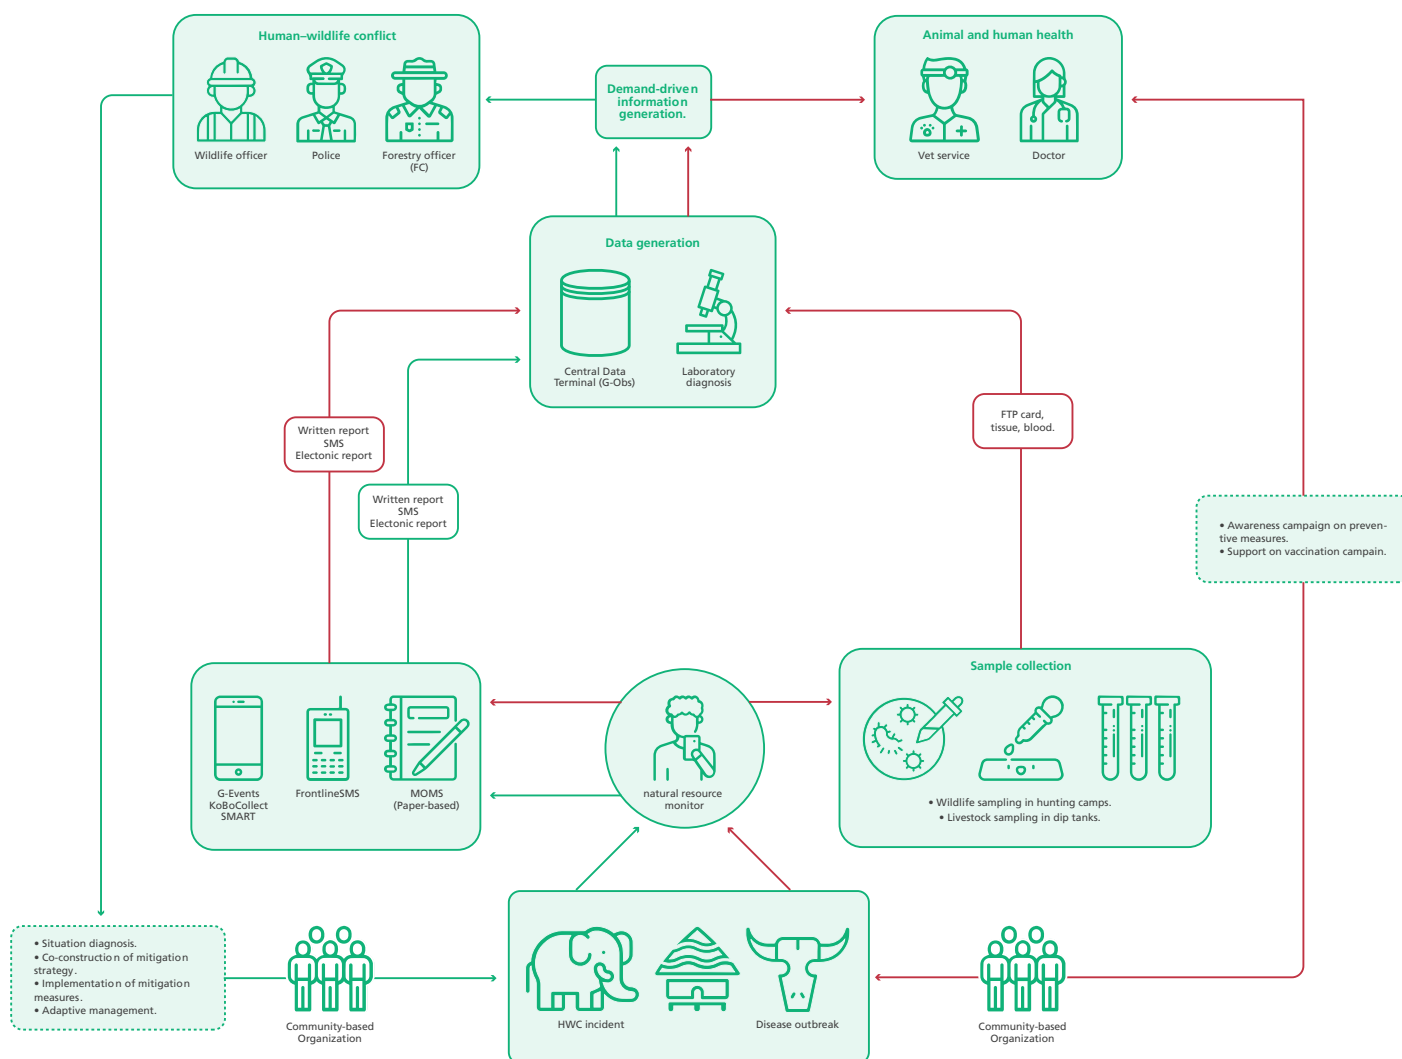 Human–wildlife conflict
Wildlife officer
Police
Forestry officer
(FC)
Demand-driven
information
generation.
Animal and human health
Vet service
Doctor
Data generation
Central Data
Terminal (G-Obs)
Laboratory
diagnosis
Written report
SMS
Electonic report
Written report
SMS
Electonic report
FTP card,
tissue, blood.
• Awareness campaign on preven-
tive measures.
• Support on vaccination campain.
G-Events
KoBoCollect
SMART
FrontlineSMS
MOMS
(Paper-based)
natural resource
monitor
Sample collection
• Wildlife sampling in hunting camps.
• Livestock sampling in dip tanks.
• Situation diagnosis.
• Co-construction of mitigation
strategy.
• Implementation of mitigation
measures.
• Adaptive management.
Community-based
Organization
HWC incident
Disease outbreak
Community-based
Organization